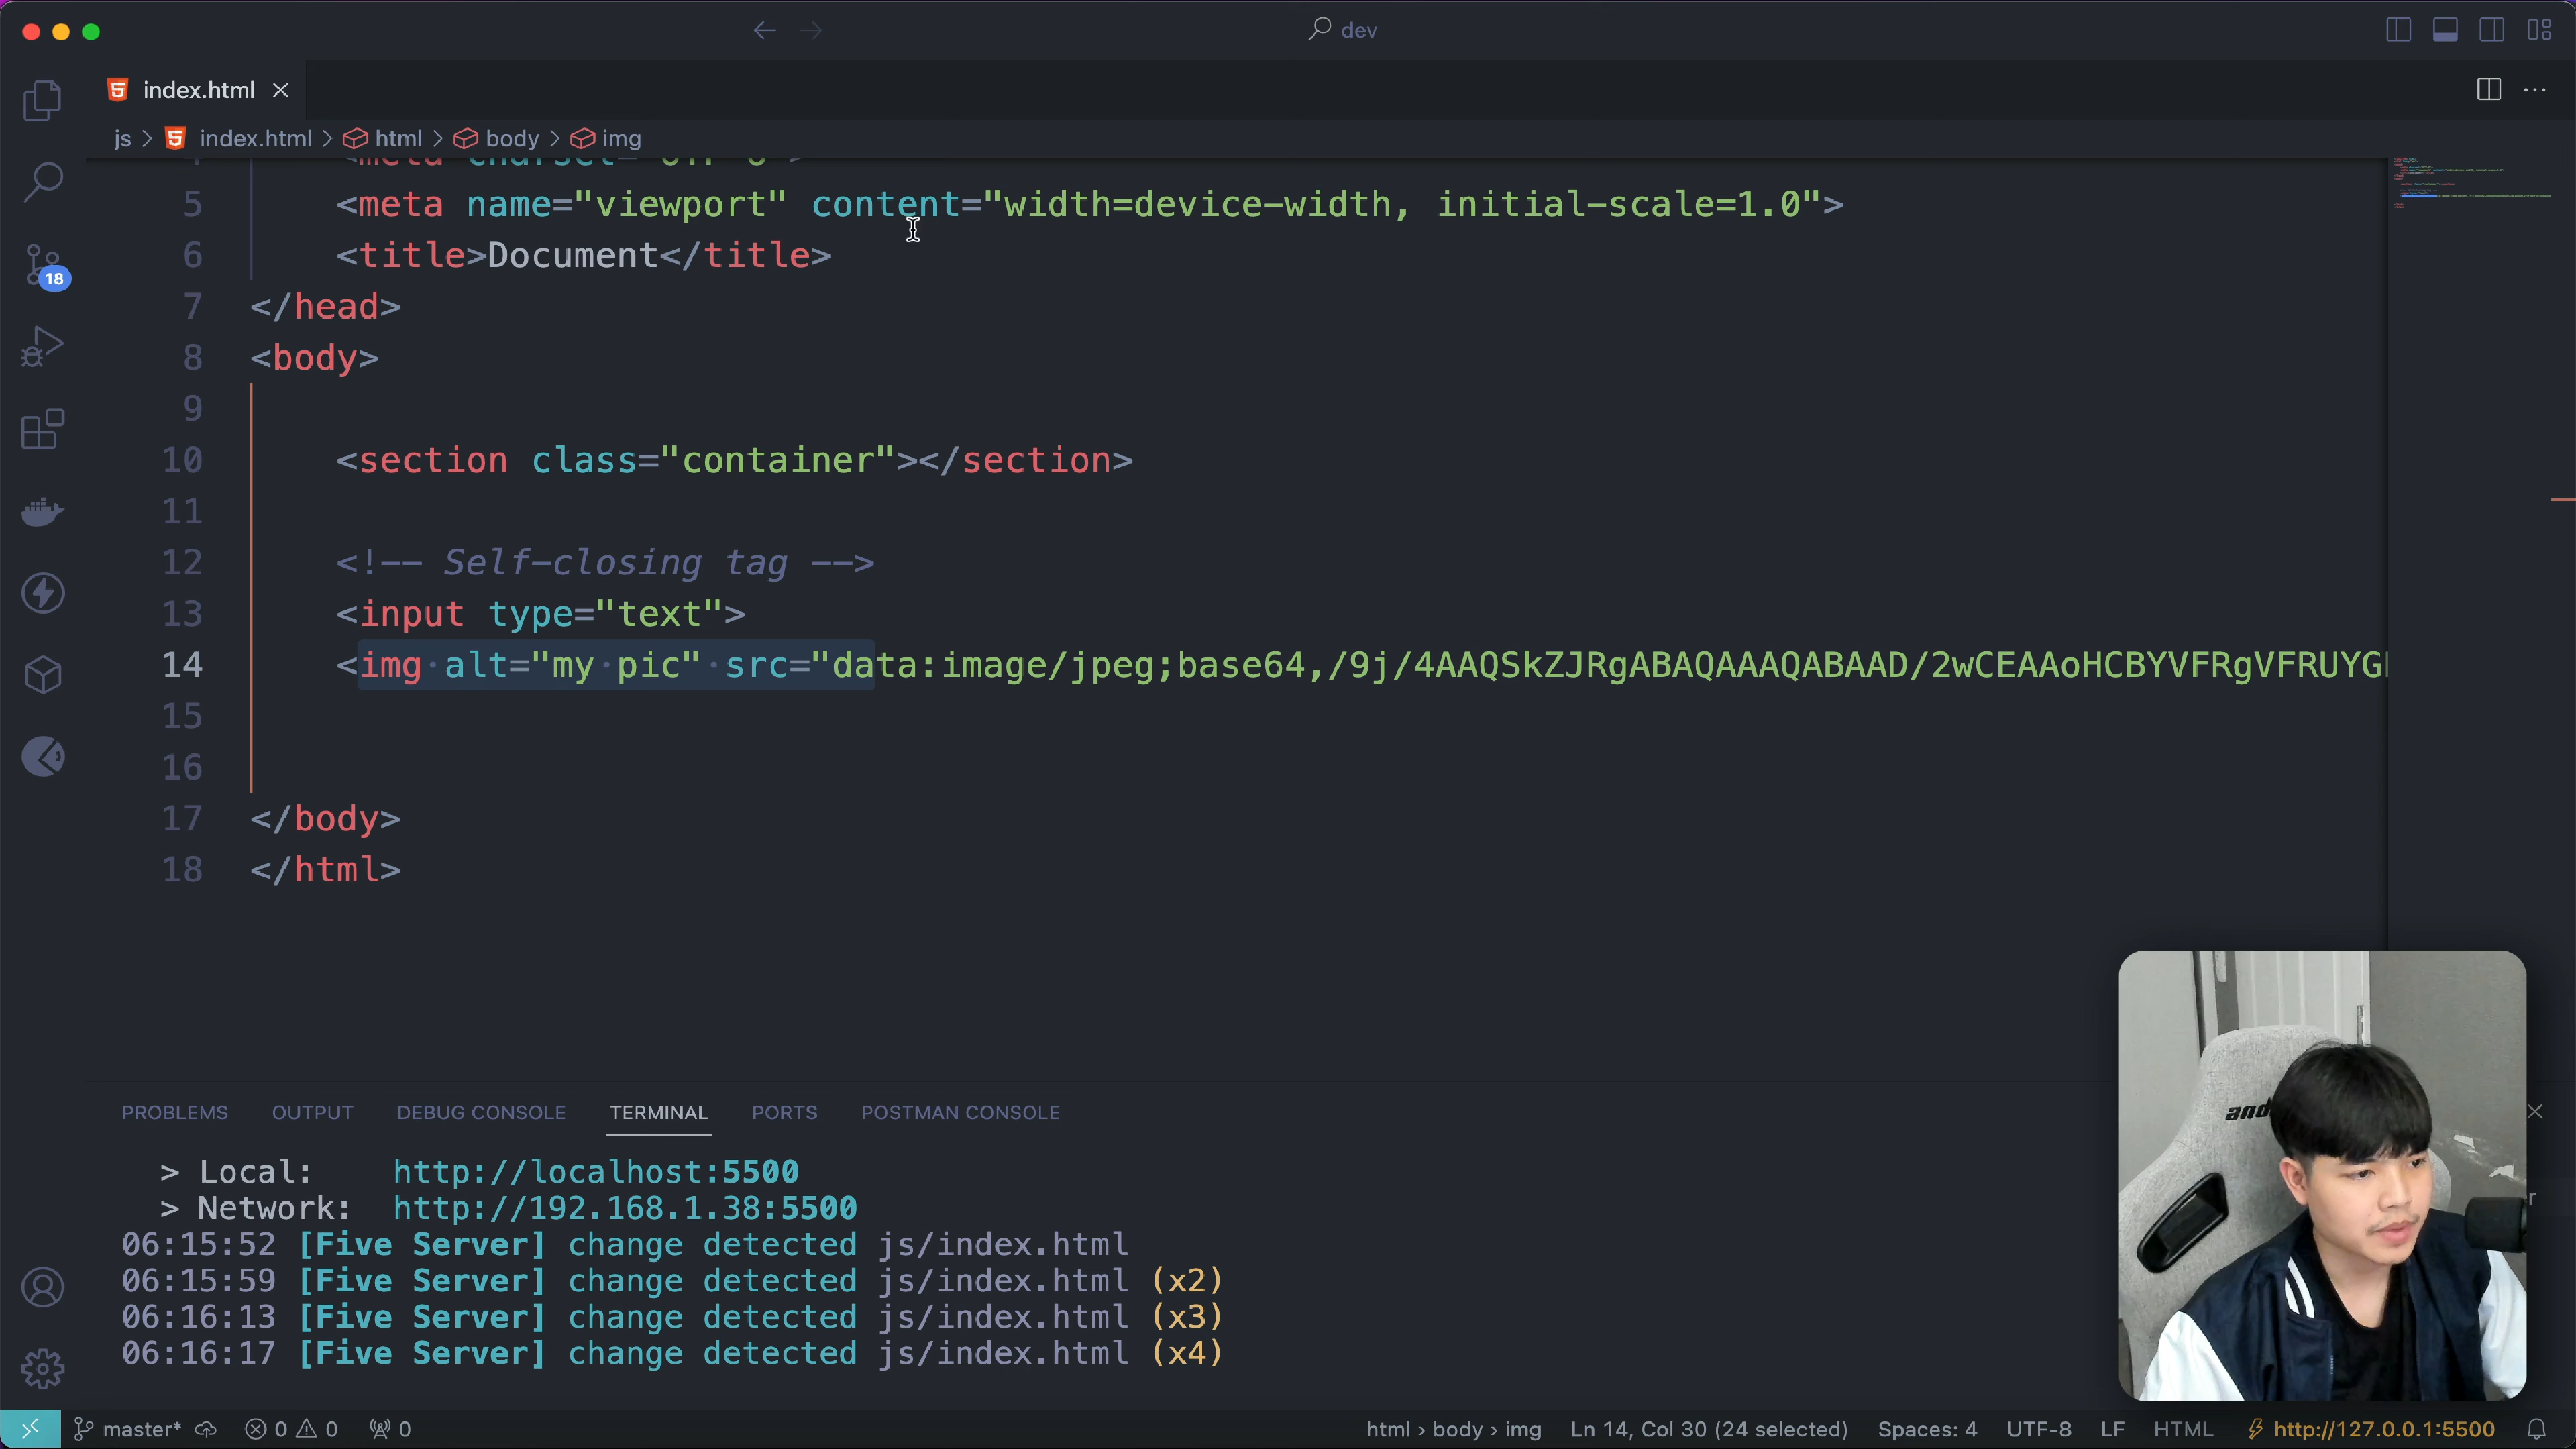 dev
index.html
js > index.html > html > body > img
5 <meta name="viewport" content="width=device-width, initial-scale=1.0">
6 <title>Document</title>
7 </head>
8 <body>
9
10 <section class="container"></section>
11
12 <!-- Self-closing tag -->
13 <input type="text">
14 <img alt="my pic" src="data:image/jpeg;base64,/9j/4AAQSkZJRgABAQAAAQABAAD/2wCEAAoHCBYVFRgVFRUYG
15
16
17 </body>
18 </html>
18
PROBLEMS OUTPUT DEBUG CONSOLE TERMINAL PORTS POSTMAN CONSOLE
> Local: http://localhost:5500
> Network: http://192.168.1.38:5500
06:15:52 [Five Server] change detected js/index.html
06:15:59 [Five Server] change detected js/index.html (x2)
06:16:13 [Five Server] change detected js/index.html (x3)
06:16:17 [Five Server] change detected js/index.html (x4)
master* 0 0 0 html > body > img Ln 14, Col 30 (24 selected) Spaces: 4 UTF-8 LF HTML http://127.0.0.1:5500